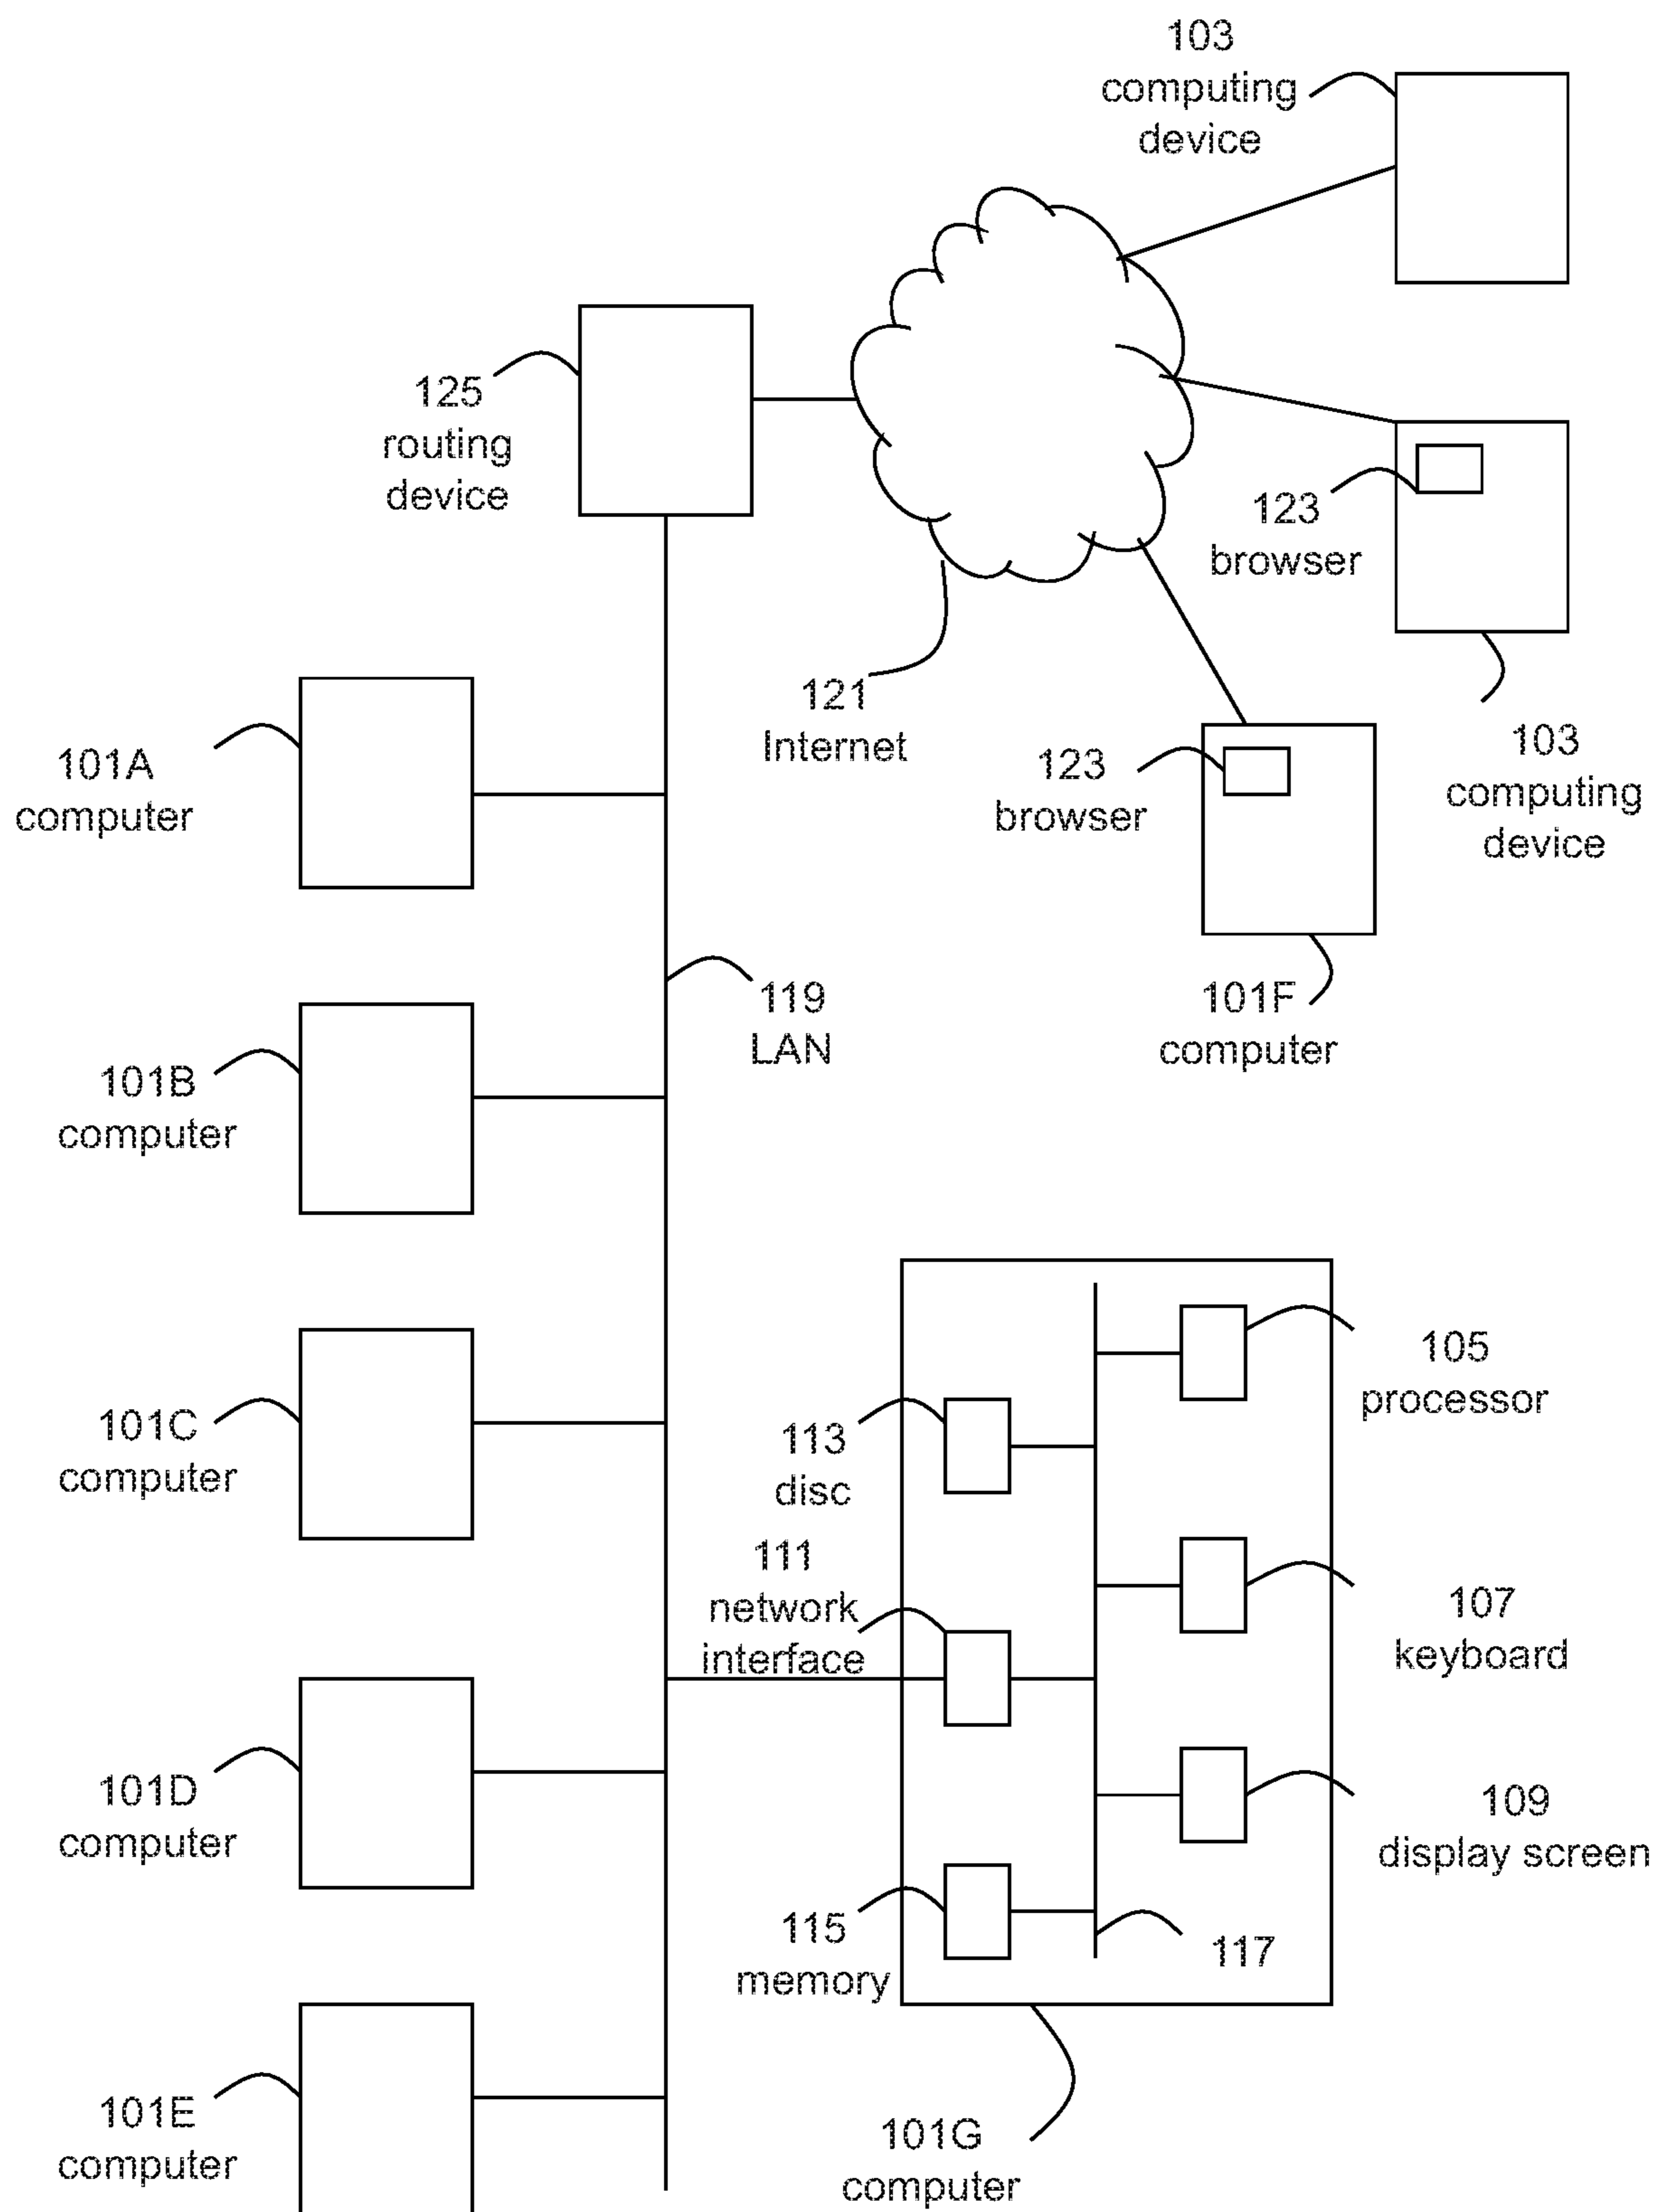 103
computing
device
125
routing
device
123
browser
121
Internet
123
browser
103
computing
device
101A
computer
119
LAN
101F
computer
101B
computer
105
processor
101C
computer
113
disc
111
network
interface
107
keyboard
101D
computer
109
display screen
115
memory
117
101E
computer
101G
computer